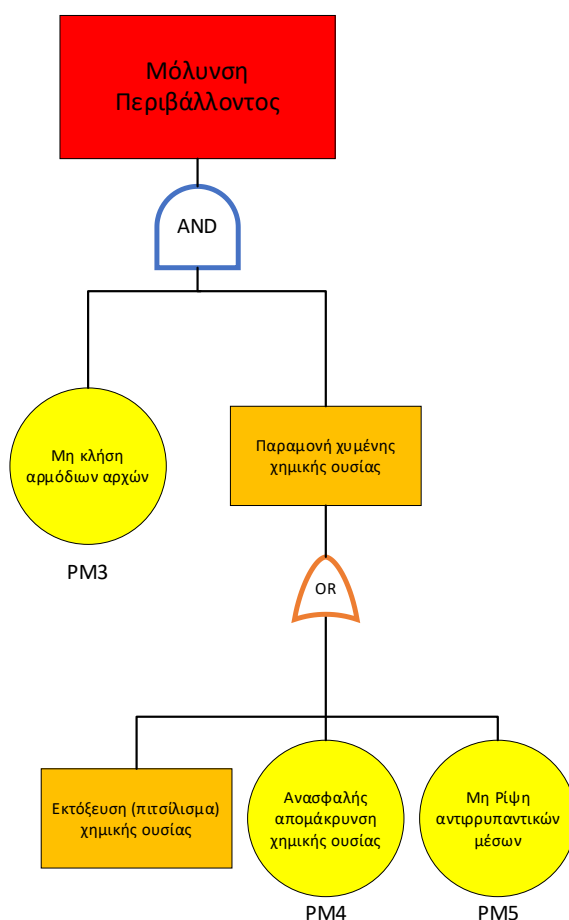 Μόλυνση
Περιβάλλοντος
AND
Μη κλήση
αρμόδιων αρχών
PM3
Παραμονή χυμένης
χημικής ουσίας
OR
Εκτόξευση (πιτσίλισμα)
χημικής ουσίας
Ανασφαλής
απομάκρυνση
χημικής ουσίας
PM4
Μη Ρίψη
αντιρρυπαντικών
μέσων
PM5